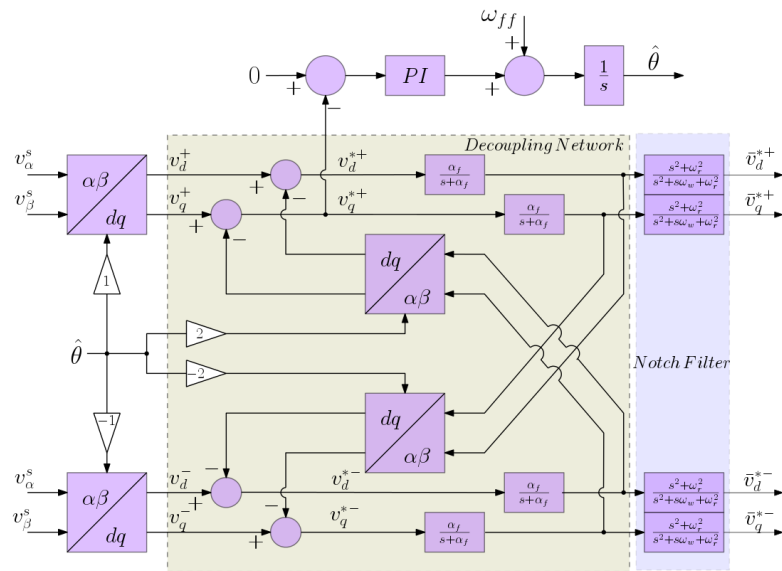 ω_ff
0 + − PI + + 1/s θ̂
Decoupling Network
v_α^s αβ v_d^+ + − v_d^{*+} α_f/(s+α_f) (s²+ω_r²)/(s²+sω_w+ω_r²) v̄_d^{*+}
v_β^s dq v_q^+ + − v_q^{*+} α_f/(s+α_f) (s²+ω_r²)/(s²+sω_w+ω_r²) v̄_q^{*+}
1
dq
αβ
2
θ̂
-2
Notch Filter
-1
dq
αβ
v_α^s αβ v_d^- − + v_d^{*-} α_f/(s+α_f) (s²+ω_r²)/(s²+sω_w+ω_r²) v̄_d^{*-}
v_β^s dq v_q^- − + v_q^{*-} α_f/(s+α_f) (s²+ω_r²)/(s²+sω_w+ω_r²) v̄_q^{*-}